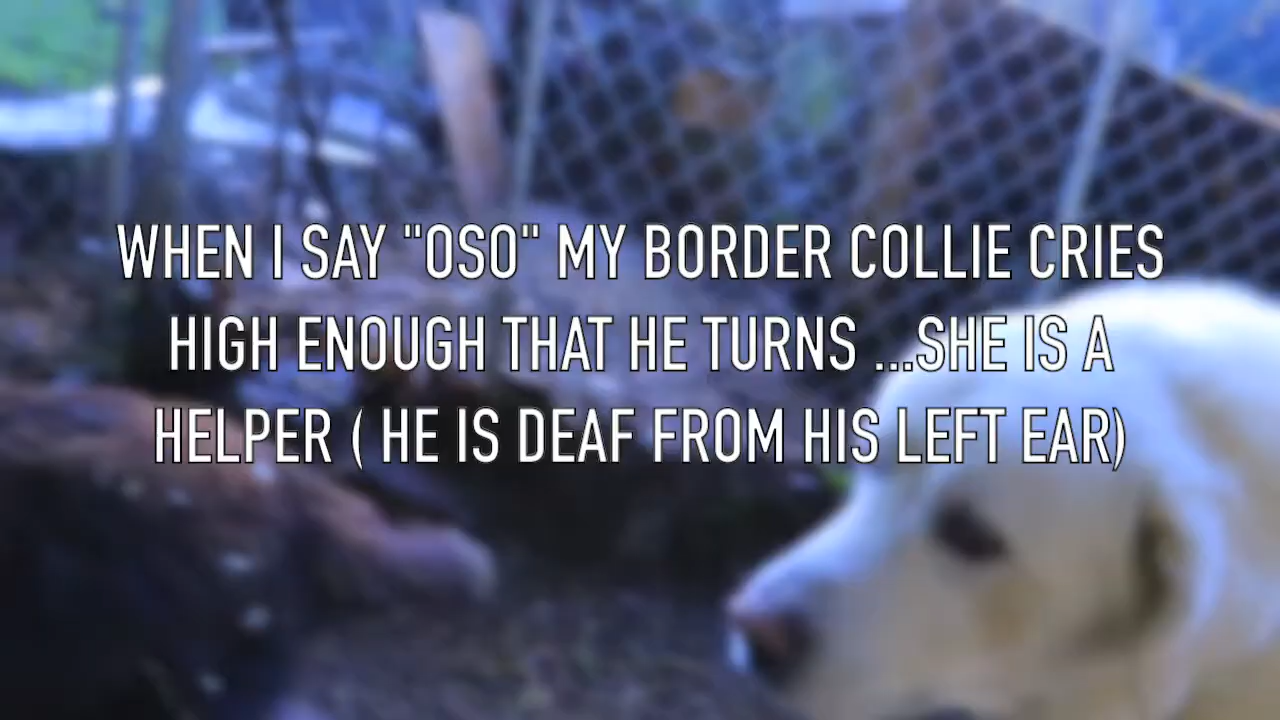 WHEN I SAY "OSO" MY BORDER COLLIE CRIES
HIGH ENOUGH THAT HE TURNS ...SHE IS A
HELPER ( HE IS DEAF FROM HIS LEFT EAR)